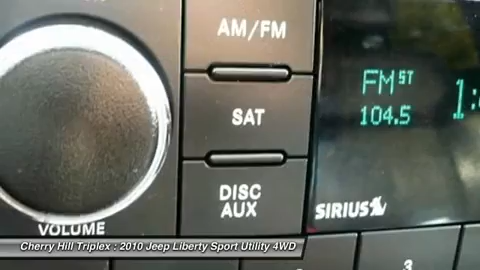 AM/FM
SAT
DISC
AUX
VOLUME
FM ST
104.5
1:
SIRIUS
3
Cherry Hill Triplex : 2010 Jeep Liberty Sport Utility 4WD